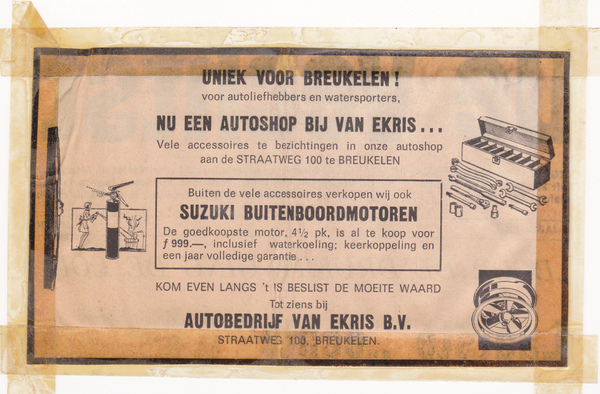 UNIEK VOOR BREUKELEN!
voor autoliefhebbers en watersporters,
NU EEN AUTOSHOP BIJ VAN EKRIS...
Vele accessoires te bezichtingen in onze autoshop
aan de STRAATWEG 100 te BREUKELEN
Buiten de vele accessoires verkopen wij ook
SUZUKI BUITENBOORDMOTOREN
De goedkoopste motor, 4½ pk, is al te koop voor
ƒ 999.—, inclusief waterkoeling; keerkoppeling en
een jaar volledige garantie...
KOM EVEN LANGS 't IS BESLIST DE MOEITE WAARD
Tot ziens bij
AUTOBEDRIJF VAN EKRIS B.V.
STRAATWEG 100, BREUKELEN.